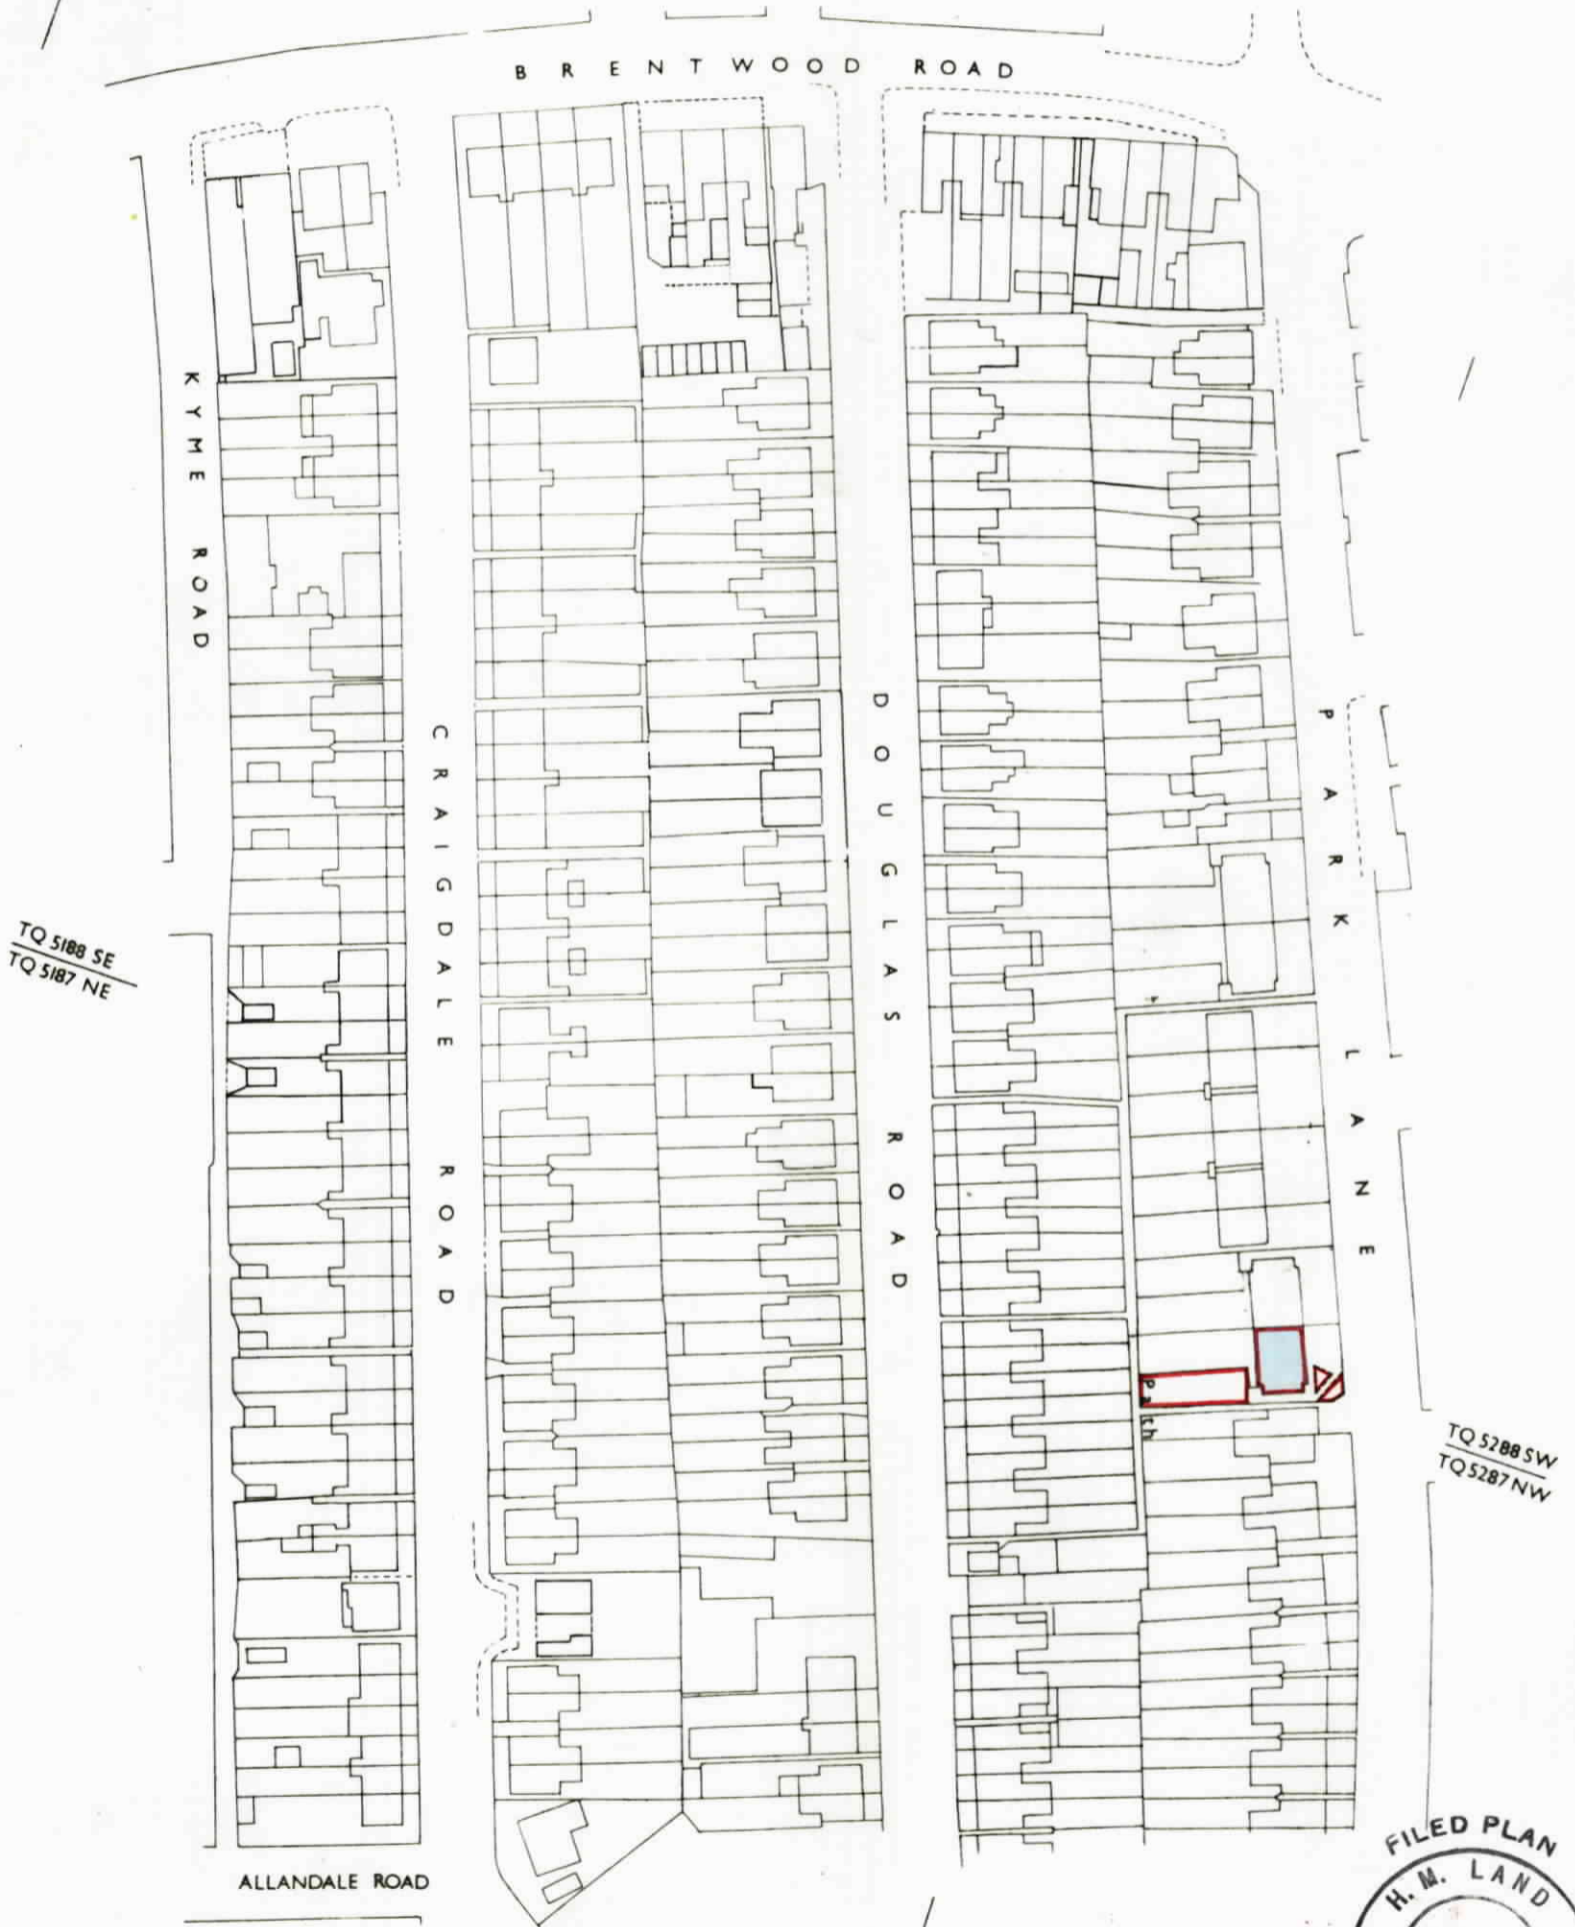 BRENTWOOD ROAD
KYME ROAD
CRAIGDALE ROAD
DOUGLAS ROAD
PARK LANE
TQ 5188 SE
TQ 5187 NE
Path
TQ 5288 SW
TQ 5287 NW
ALLANDALE ROAD
FILED PLAN
H. M. LAND